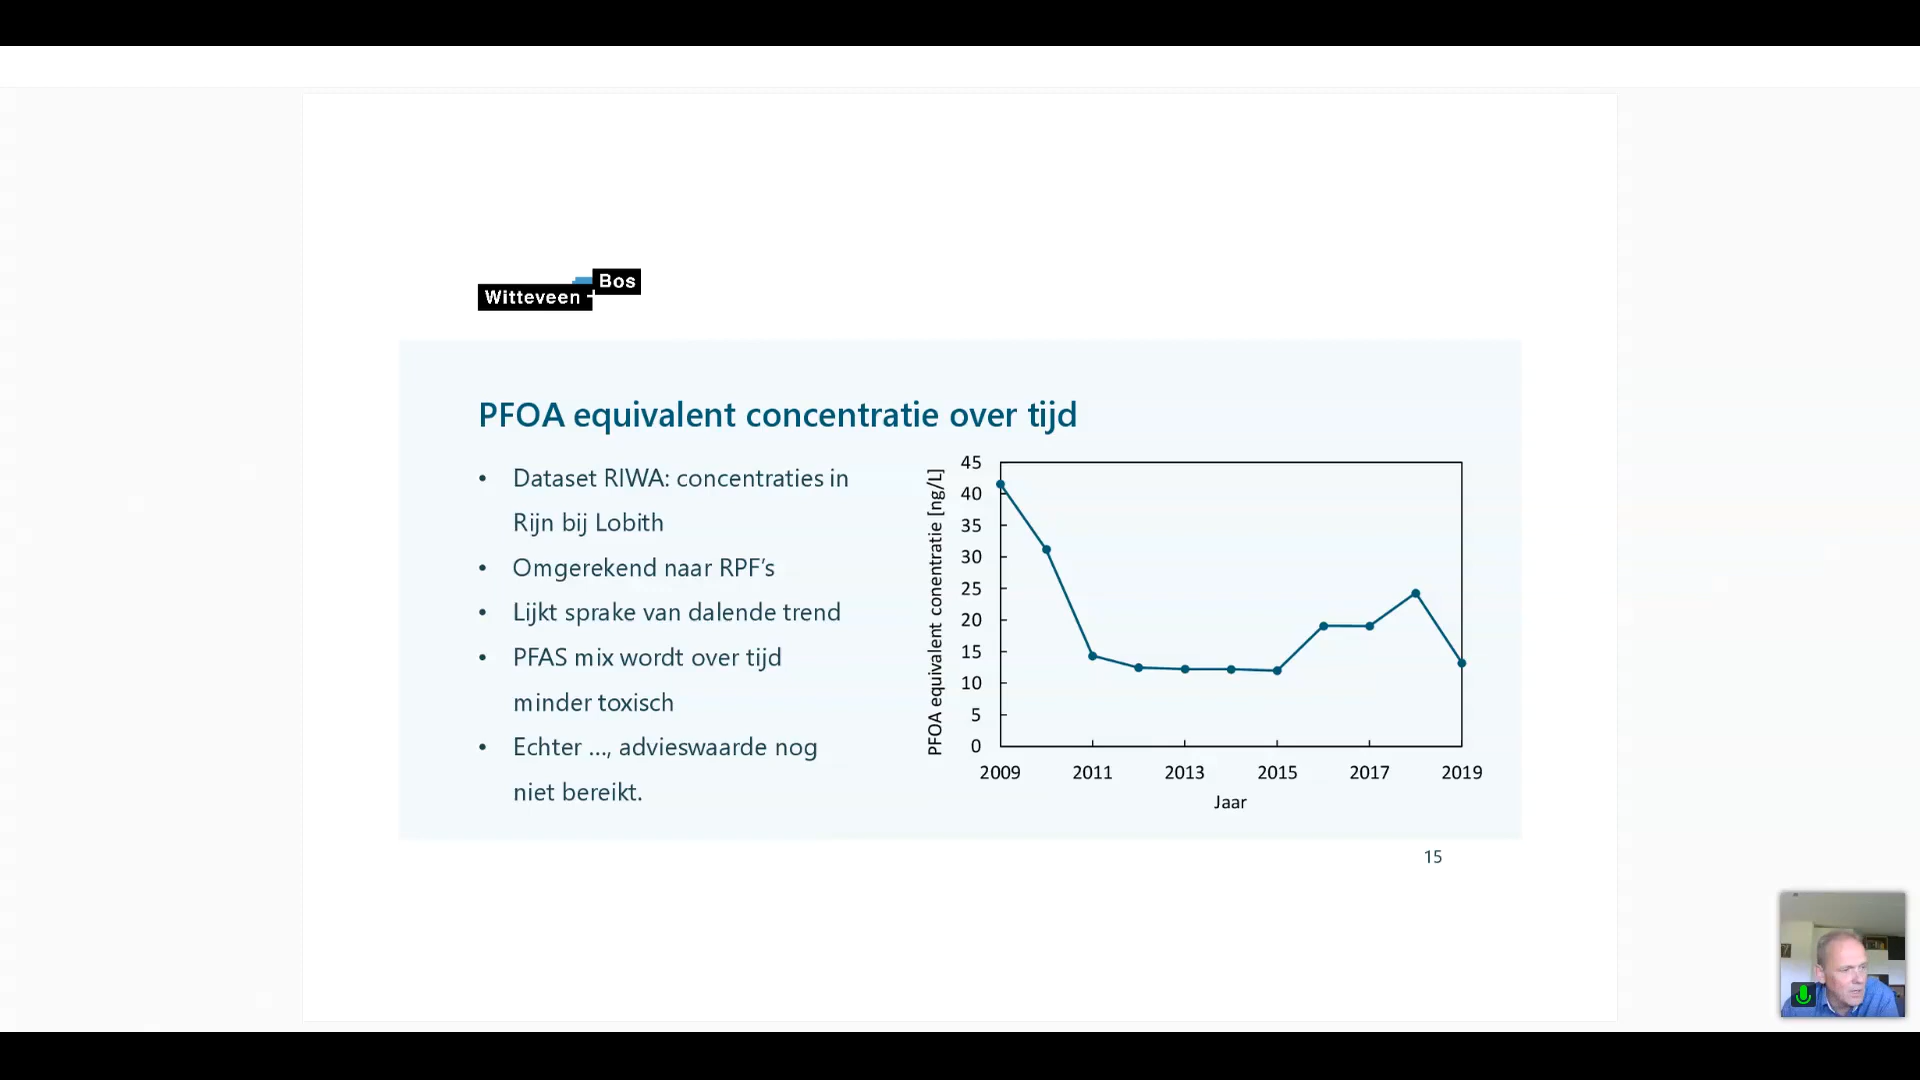 Witteveen + Bos
PFOA equivalent concentratie over tijd
• Dataset RIWA: concentraties in
Rijn bij Lobith
• Omgerekend naar RPF’s
• Lijkt sprake van dalende trend
• PFAS mix wordt over tijd
minder toxisch
• Echter …, advieswaarde nog
niet bereikt.
PFOA equivalent conentratie [ng/L]
45
40
35
30
25
20
15
10
5
0
2009 2011 2013 2015 2017 2019
Jaar
15